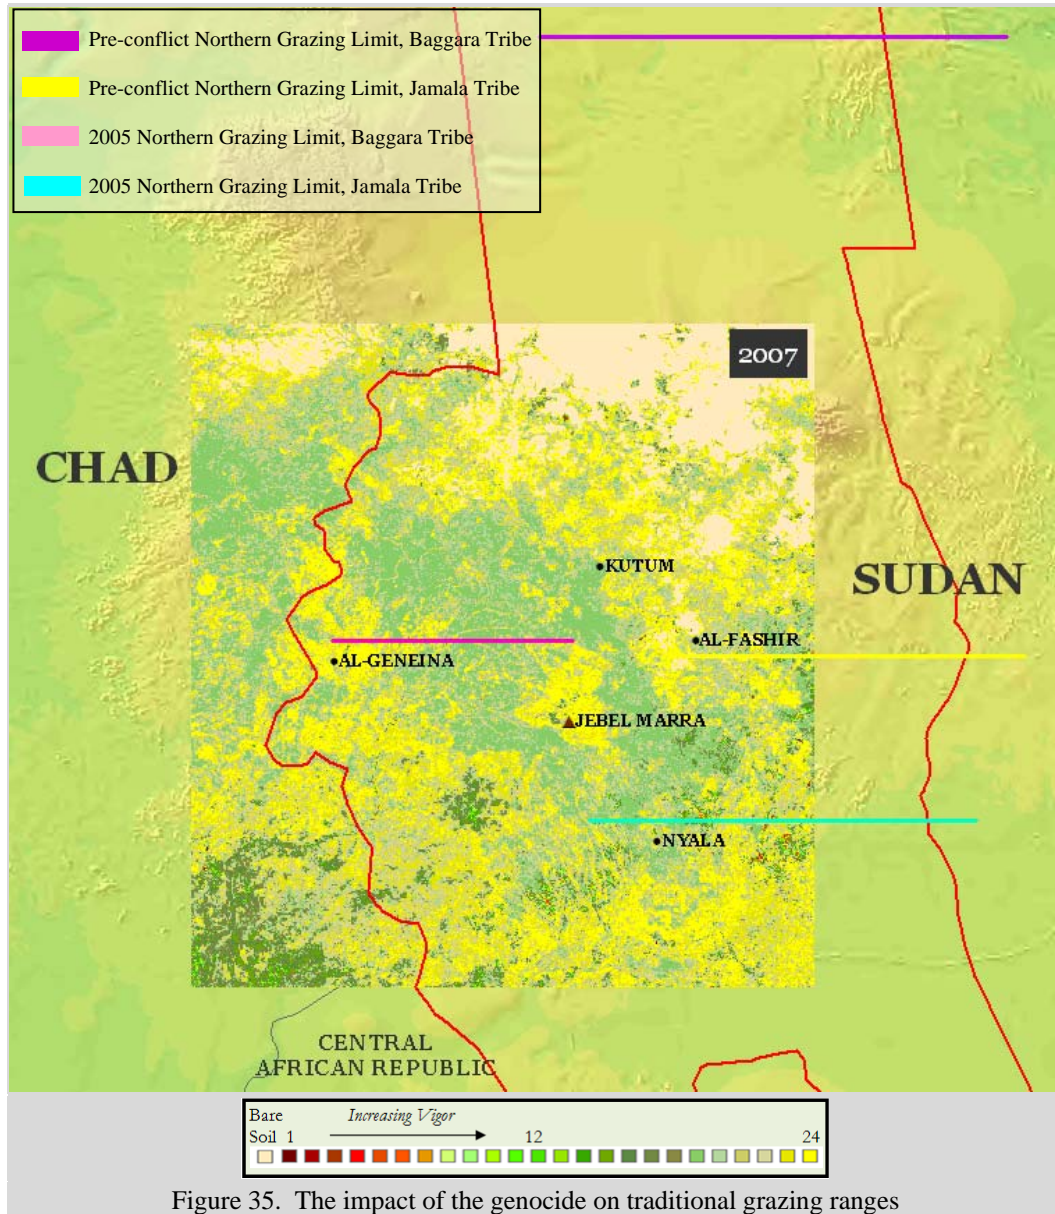 Pre-conflict Northern Grazing Limit, Baggara Tribe
Pre-conflict Northern Grazing Limit, Jamala Tribe
2005 Northern Grazing Limit, Baggara Tribe
2005 Northern Grazing Limit, Jamala Tribe
2007
CHAD
SUDAN
KUTUM
AL-FASHIR
AL-GENEINA
JEBEL MARRA
NYALA
CENTRAL
AFRICAN REPUBLIC
Bare Increasing Vigor
Soil 1 12 24
Figure 35. The impact of the genocide on traditional grazing ranges